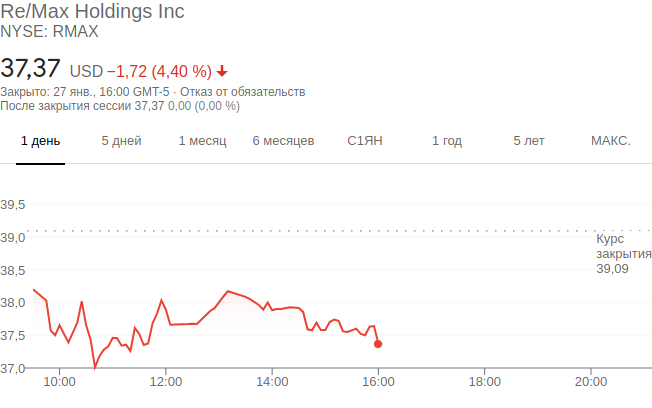 Re/Max Holdings Inc
NYSE: RMAX
37,37 USD −1,72 (4,40 %) ↓
Закрыто: 27 янв., 16:00 GMT-5 · Отказ от обязательств
После закрытия сессии 37,37 0,00 (0,00 %)
1 день 5 дней 1 месяц 6 месяцев С1ЯН 1 год 5 лет МАКС.
39,5
39,0
38,5
38,0
37,5
37,0
Курс
закрытия
39,09
10:00 12:00 14:00 16:00 18:00 20:00